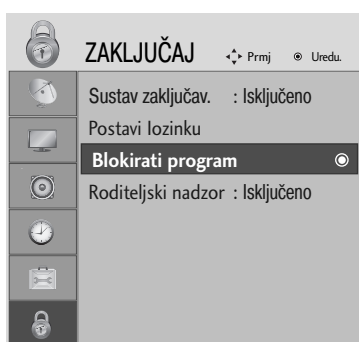 ZAKLJUČAJ Prmj Uredu.
Sustav zaključav. : Isključeno
Postavi lozinku
Blokirati program
Roditeljski nadzor : Isključeno